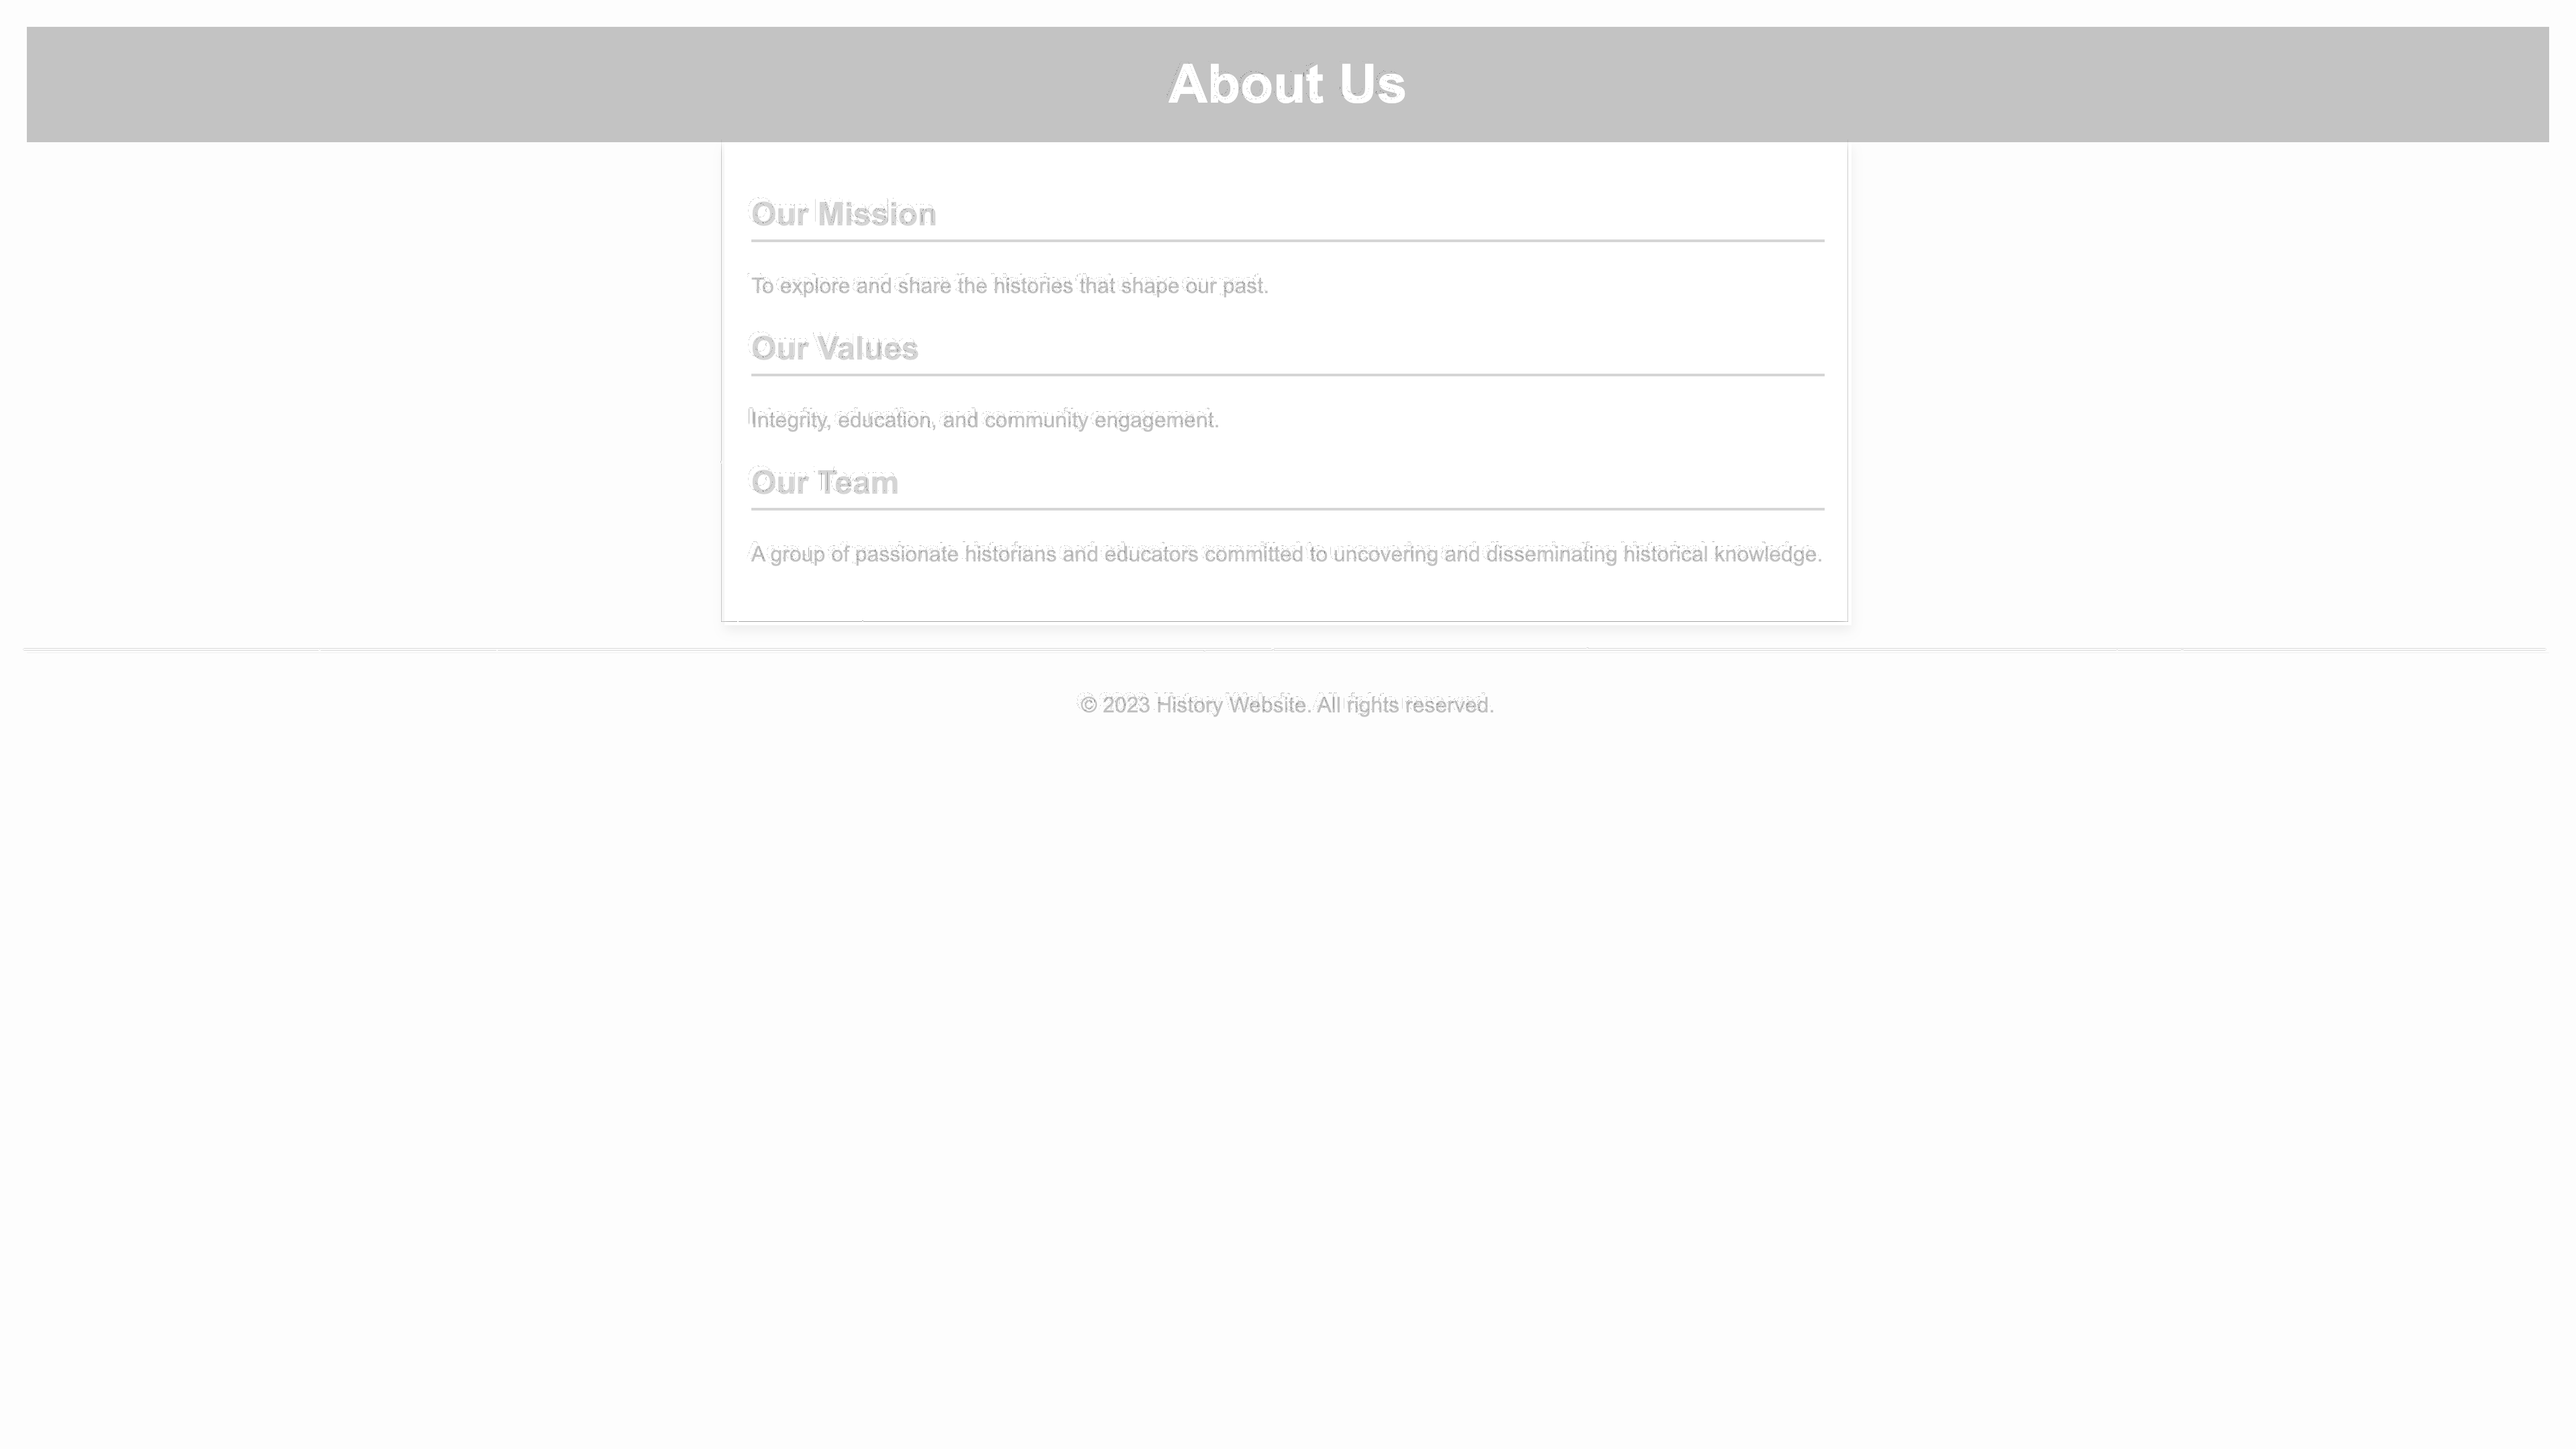 About Us
Our Mission
To explore and share the histories that shape our past.
Our Values
Integrity, education, and community engagement.
Our Team
A group of passionate historians and educators committed to uncovering and disseminating historical knowledge.
© 2023 History Website. All rights reserved.